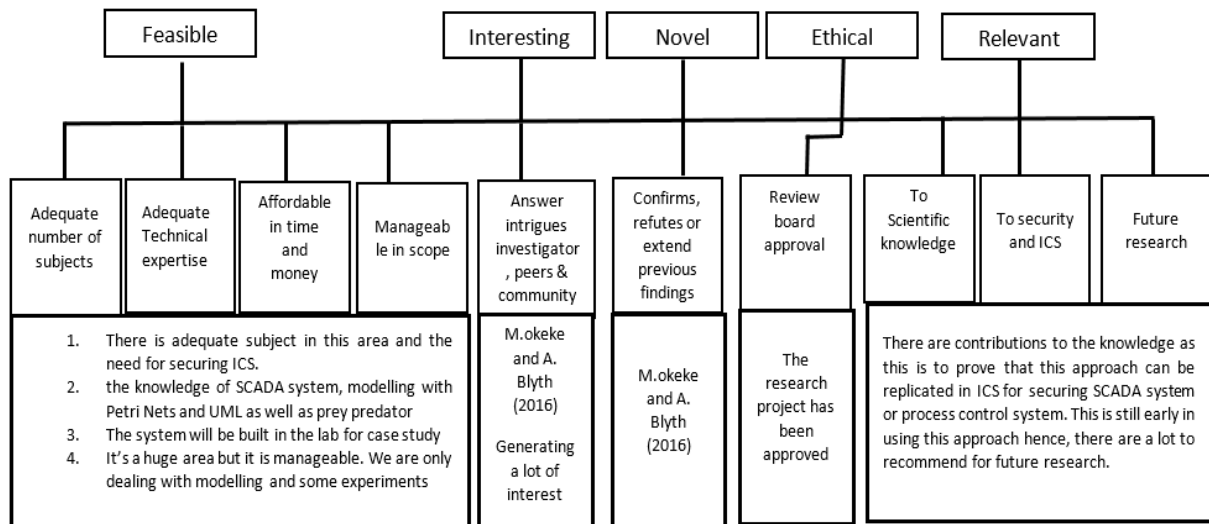 Feasible
Interesting
Novel
Ethical
Relevant
Adequate
number of
subjects
Adequate
Technical
expertise
Affordable
in time
and
money
Manageab
le in scope
Answer
intrigues
investigator
, peers &
community
Confirms,
refutes or
extend
previous
findings
Review
board
approval
To
Scientific
knowledge
To security
and ICS
Future
research
1. There is adequate subject in this area and the
need for securing ICS.
2. the knowledge of SCADA system, modelling with
Petri Nets and UML as well as prey predator
3. The system will be built in the lab for case study
4. It's a huge area but it is manageable. We are only
dealing with modelling and some experiments
M.okeke
and A.
Blyth
(2016)
Generating
a lot of
interest
M.okeke
and A.
Blyth
(2016)
The
research
project has
been
approved
There are contributions to the knowledge as
this is to prove that this approach can be
replicated in ICS for securing SCADA system
or process control system. This is still early in
using this approach hence, there are a lot to
recommend for future research.